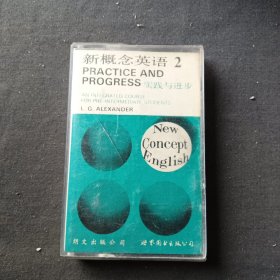 新概念英语 2
PRACTICE AND
PROGRESS 实践与进步
AN INTEGRATED COURSE
FOR PRE-INTERMEDIATE STUDENTS
L. G. ALEXANDER
New
Concept
English
朗文出版公司 世界图书出版公司